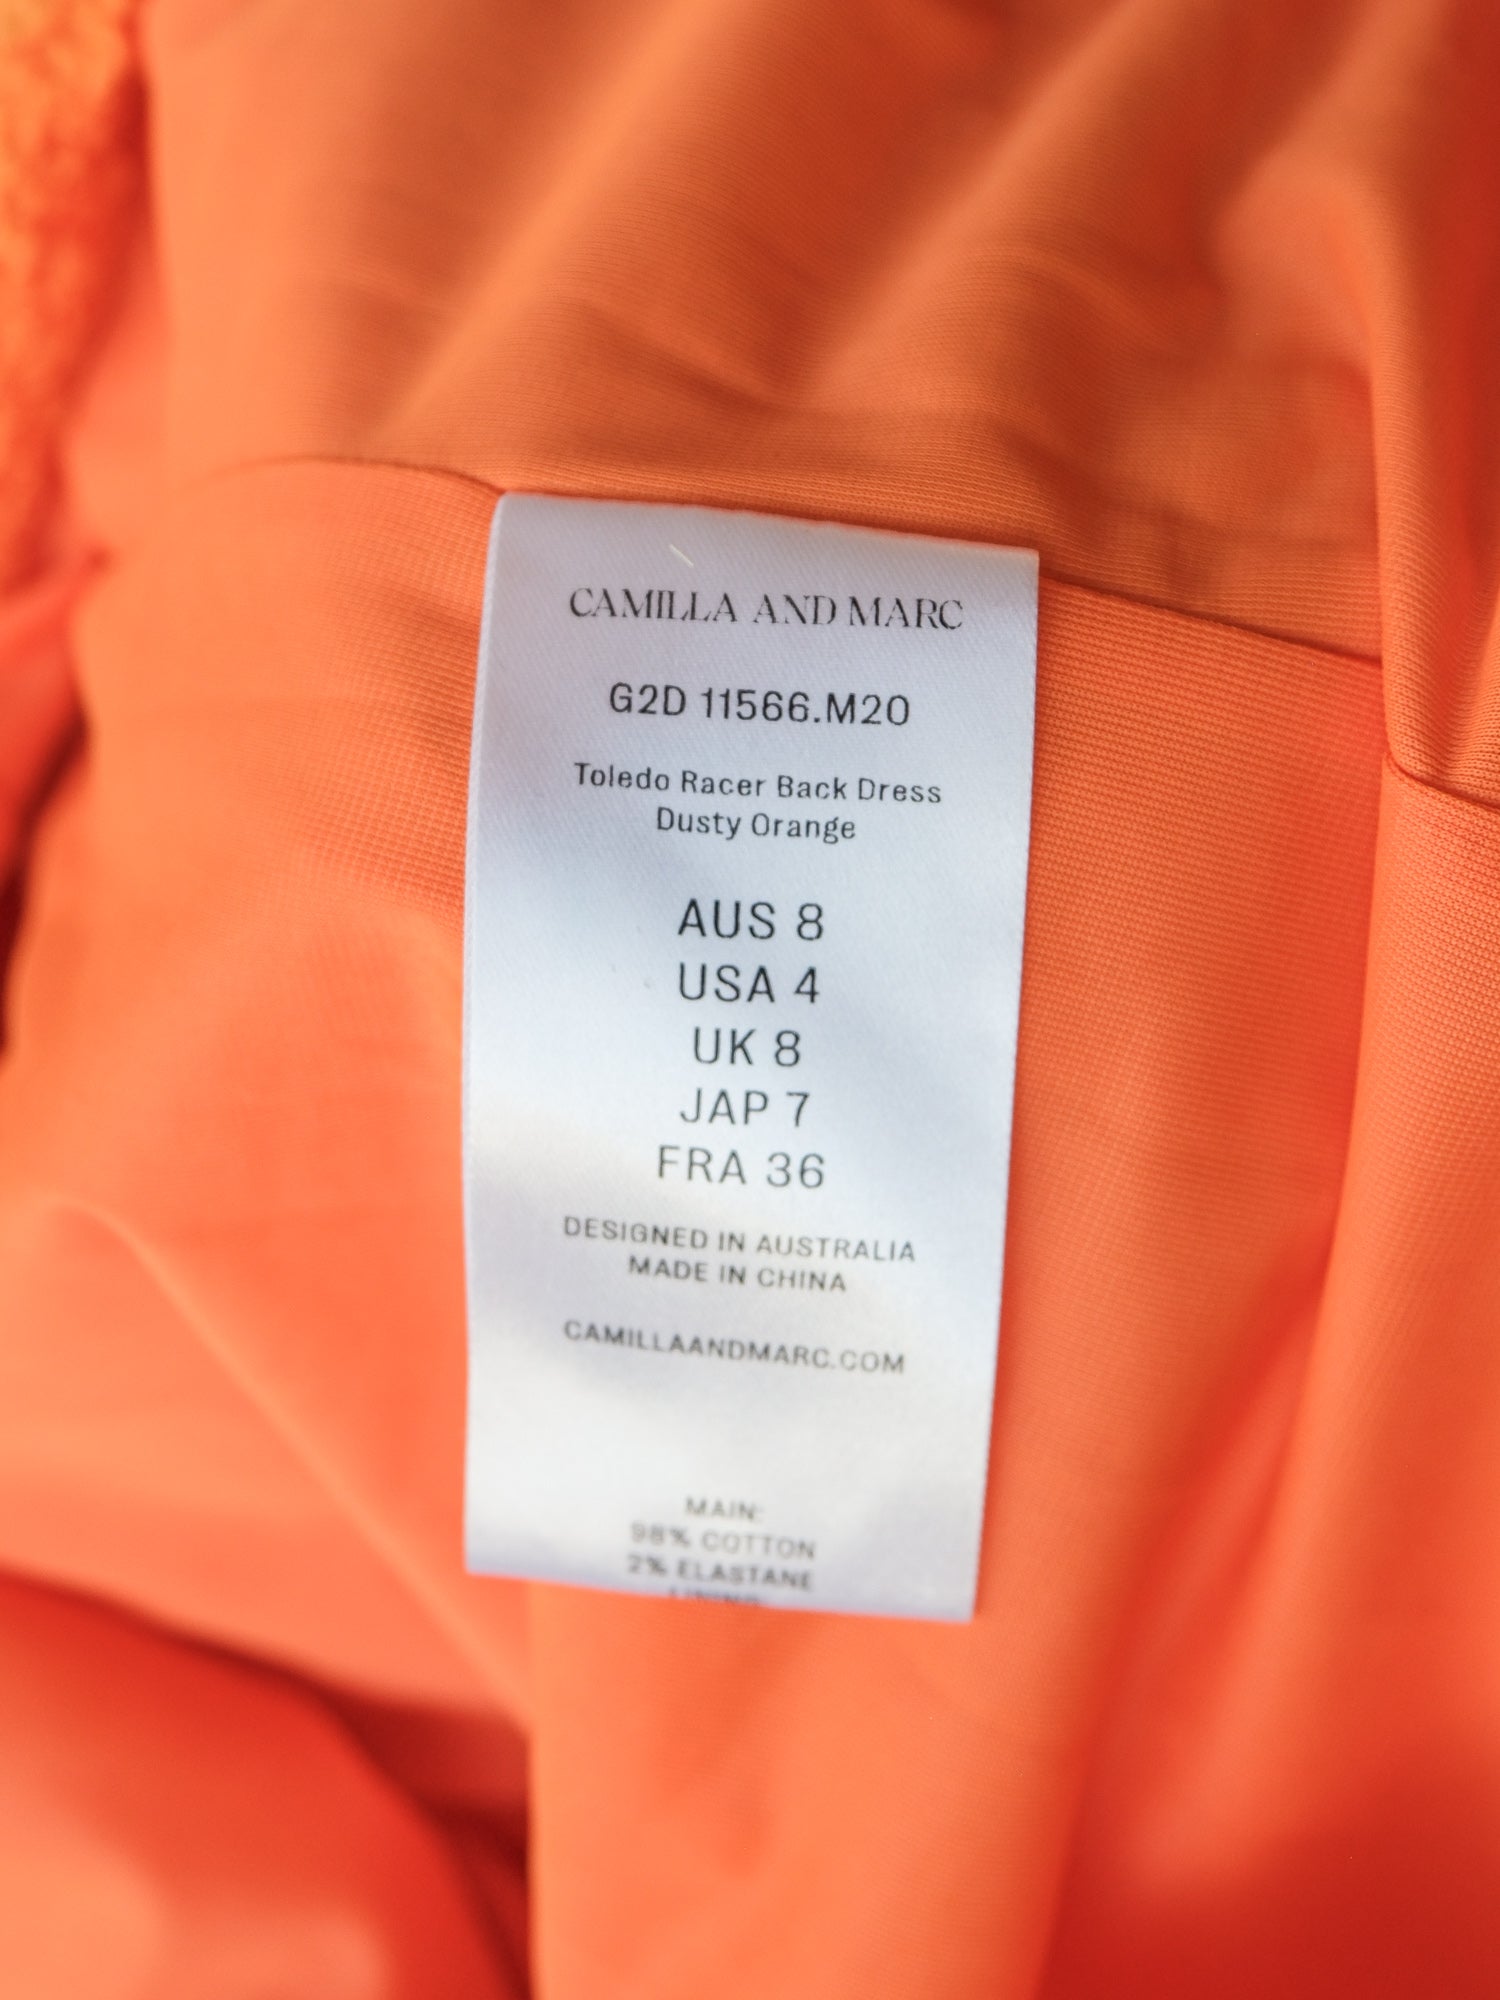 CAMILLA AND MARC
G2D 11566.M20
Toledo Racer Back Dress
Dusty Orange
AUS 8
USA 4
UK 8
JAP 7
FRA 36
DESIGNED IN AUSTRALIA
MADE IN CHINA
CAMILLAANDMARC.COM
MAIN:
98% COTTON
2% ELASTANE